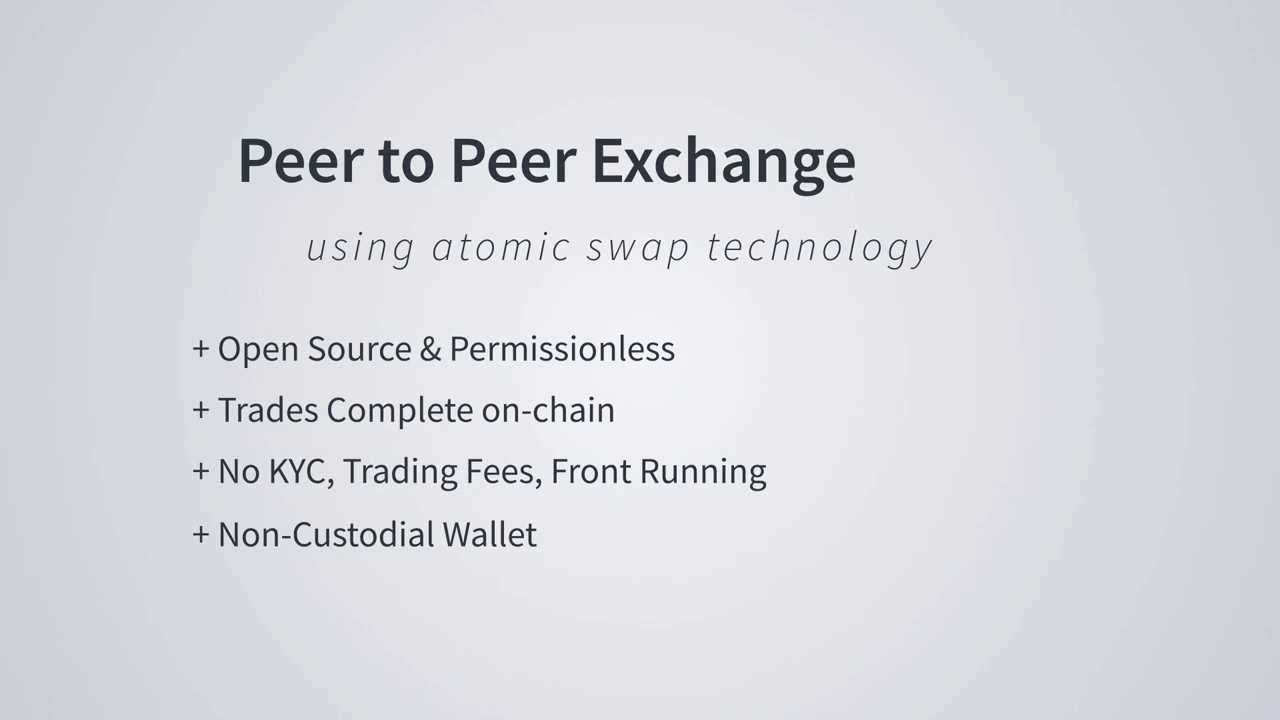 Peer to Peer Exchange
using atomic swap technology
+ Open Source & Permissionless
+ Trades Complete on-chain
+ No KYC, Trading Fees, Front Running
+ Non-Custodial Wallet